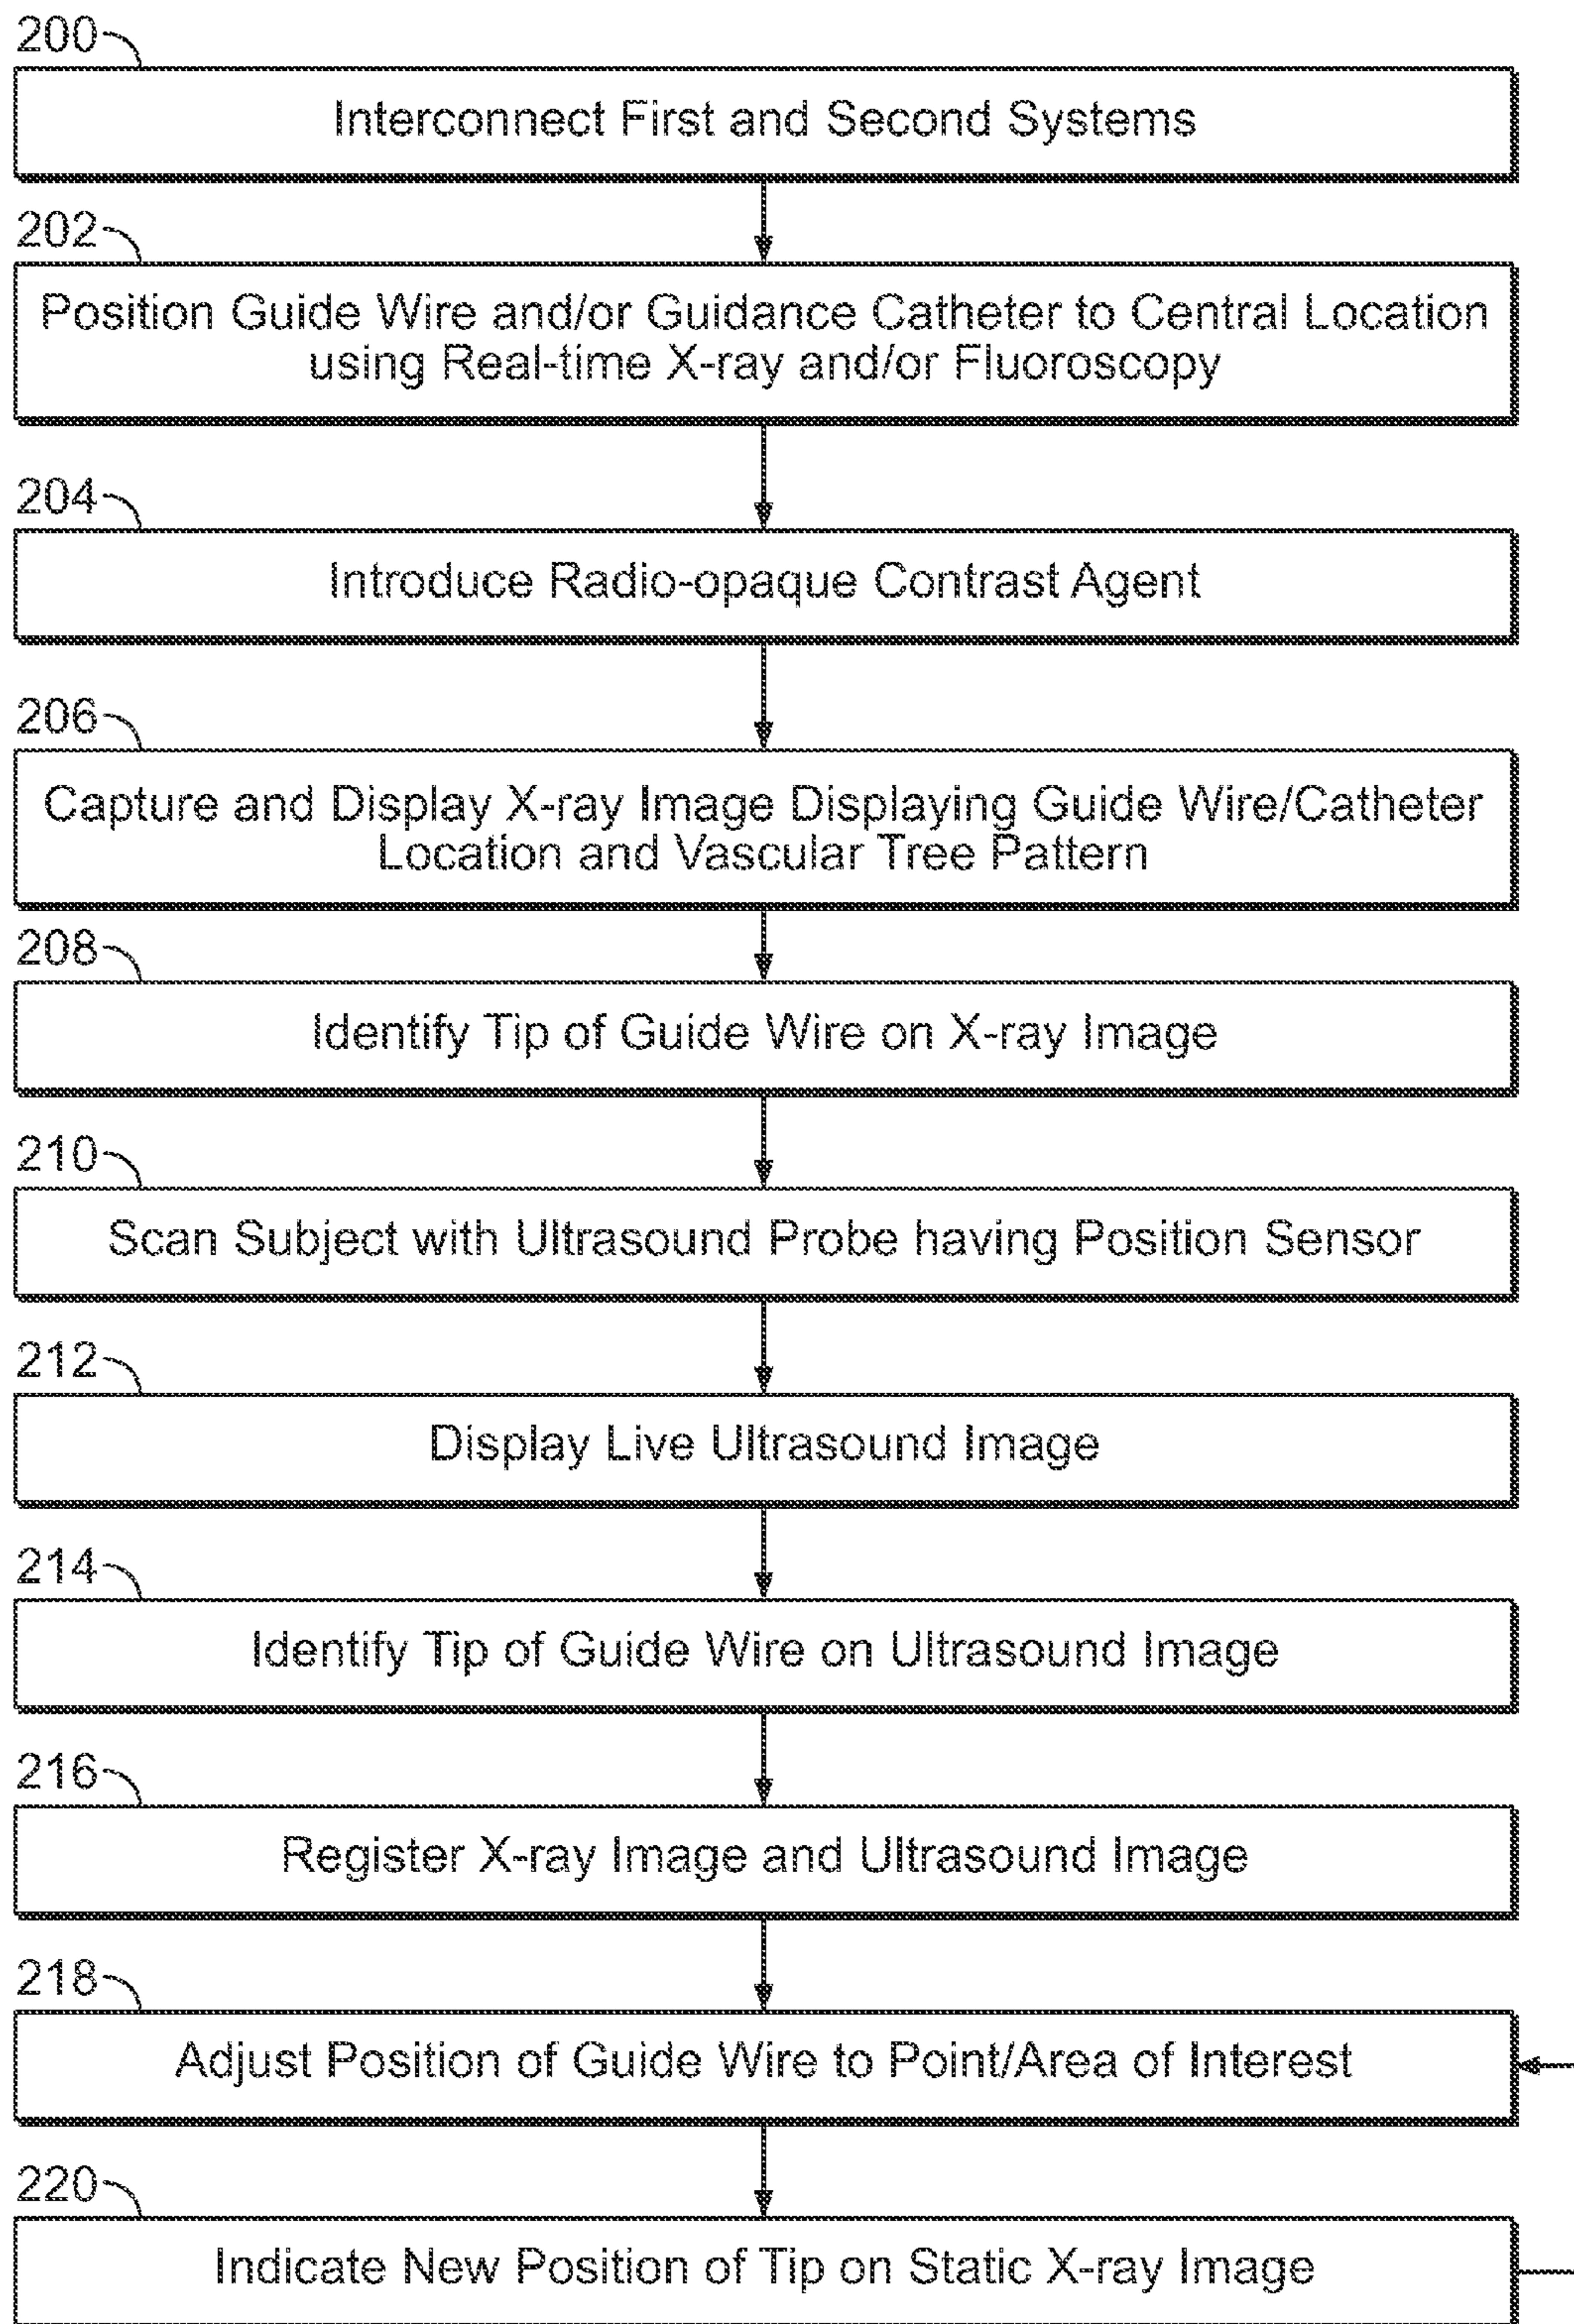 200
Interconnect First and Second Systems
202
Position Guide Wire and/or Guidance Catheter to Central Location
using Real-time X-ray and/or Fluoroscopy
204
Introduce Radio-opaque Contrast Agent
206
Capture and Display X-ray Image Displaying Guide Wire/Catheter
Location and Vascular Tree Pattern
208
Identify Tip of Guide Wire on X-ray Image
210
Scan Subject with Ultrasound Probe having Position Sensor
212
Display Live Ultrasound Image
214
Identify Tip of Guide Wire on Ultrasound Image
216
Register X-ray Image and Ultrasound Image
218
Adjust Position of Guide Wire to Point/Area of Interest
220
Indicate New Position of Tip on Static X-ray Image